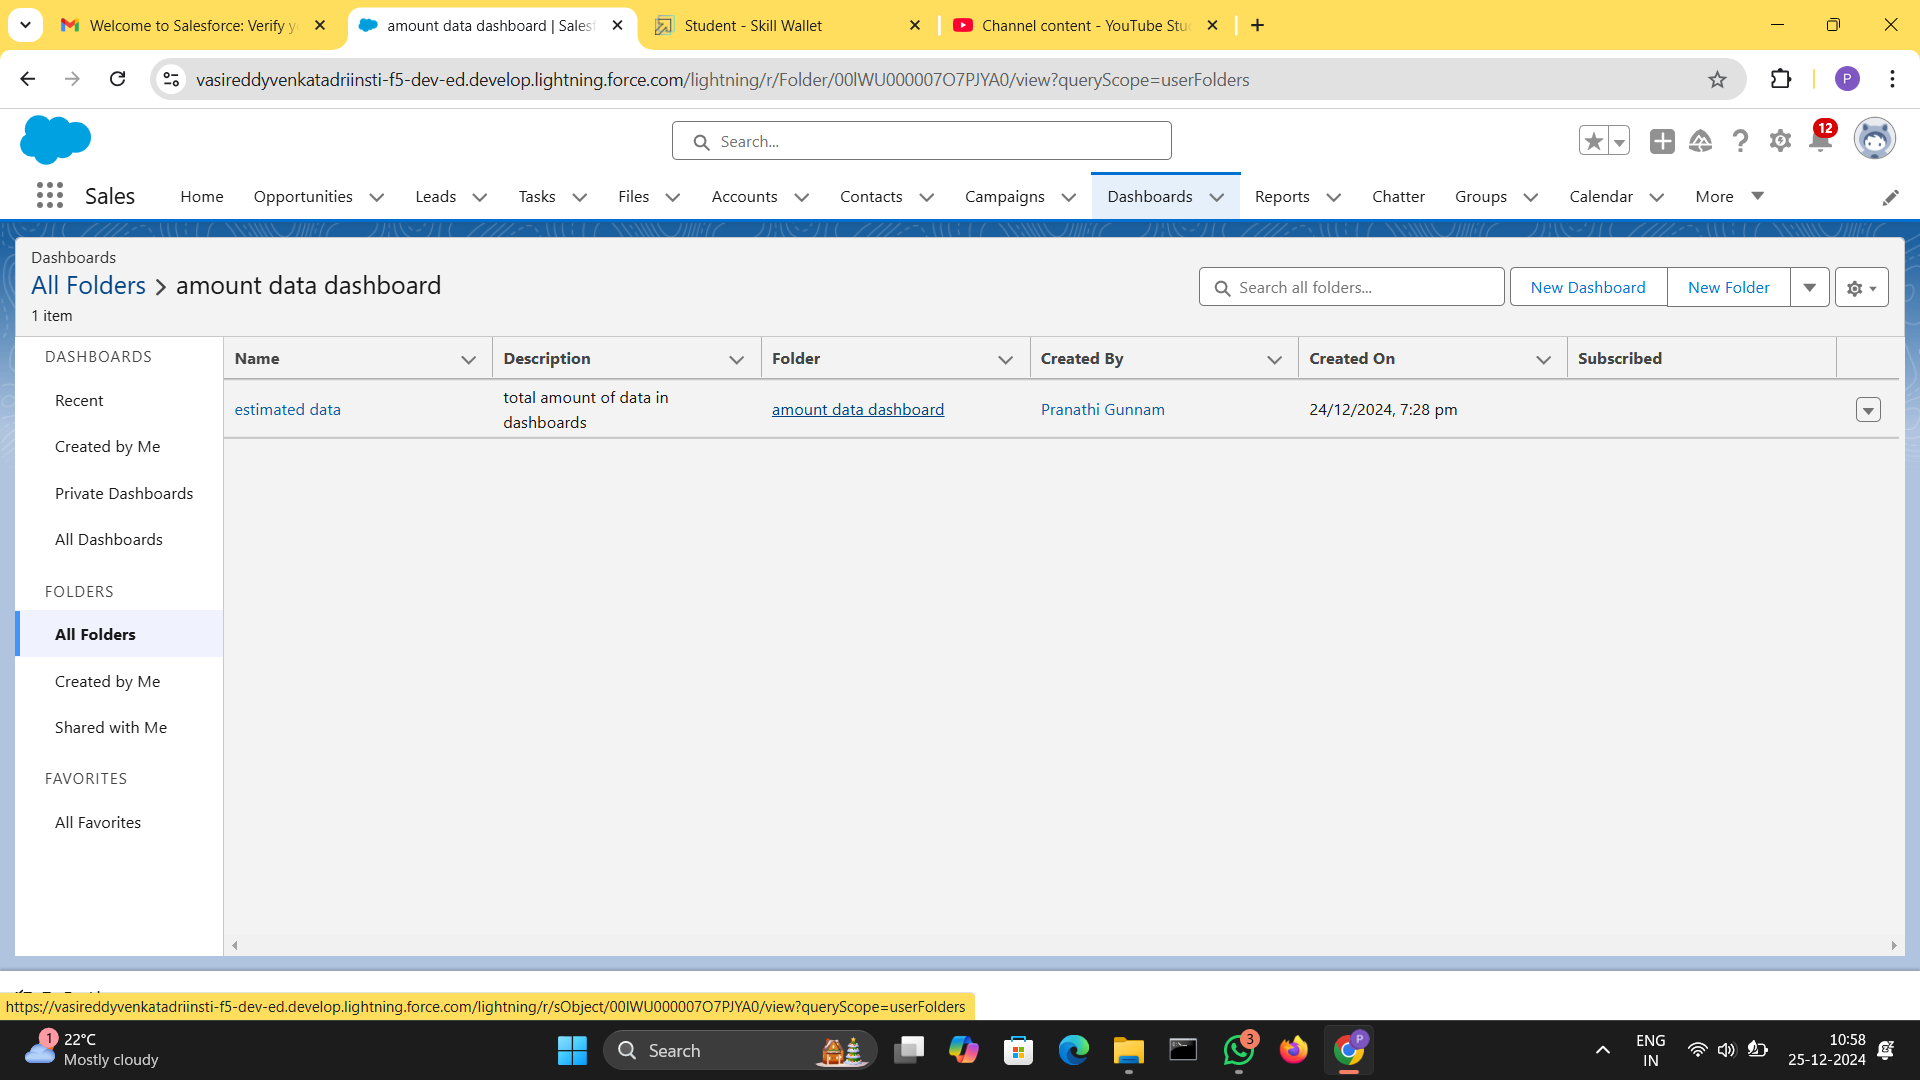 Welcome to Salesforce: Verify y
amount data dashboard | Salesf
Student - Skill Wallet
Channel content - YouTube Stu
vasireddyvenkatadriinsti-f5-dev-ed.develop.lightning.force.com/lightning/r/Folder/00lWU000007O7PJYA0/view?queryScope=userFolders
P
Search...
12
Sales
Home
Opportunities
Leads
Tasks
Files
Accounts
Contacts
Campaigns
Dashboards
Reports
Chatter
Groups
Calendar
More
Dashboards
All Folders > amount data dashboard
1 item
Search all folders...
New Dashboard
New Folder
DASHBOARDS
Recent
Created by Me
Private Dashboards
All Dashboards
FOLDERS
All Folders
Created by Me
Shared with Me
FAVORITES
All Favorites
Name
Description
Folder
Created By
Created On
Subscribed
estimated data
total amount of data in
dashboards
amount data dashboard
Pranathi Gunnam
24/12/2024, 7:28 pm
https://vasireddyvenkatadriinsti-f5-dev-ed.develop.lightning.force.com/lightning/r/sObject/00lWU000007O7PJYA0/view?queryScope=userFolders
1
22°C
Mostly cloudy
Search
3
P
ENG
IN
10:58
25-12-2024